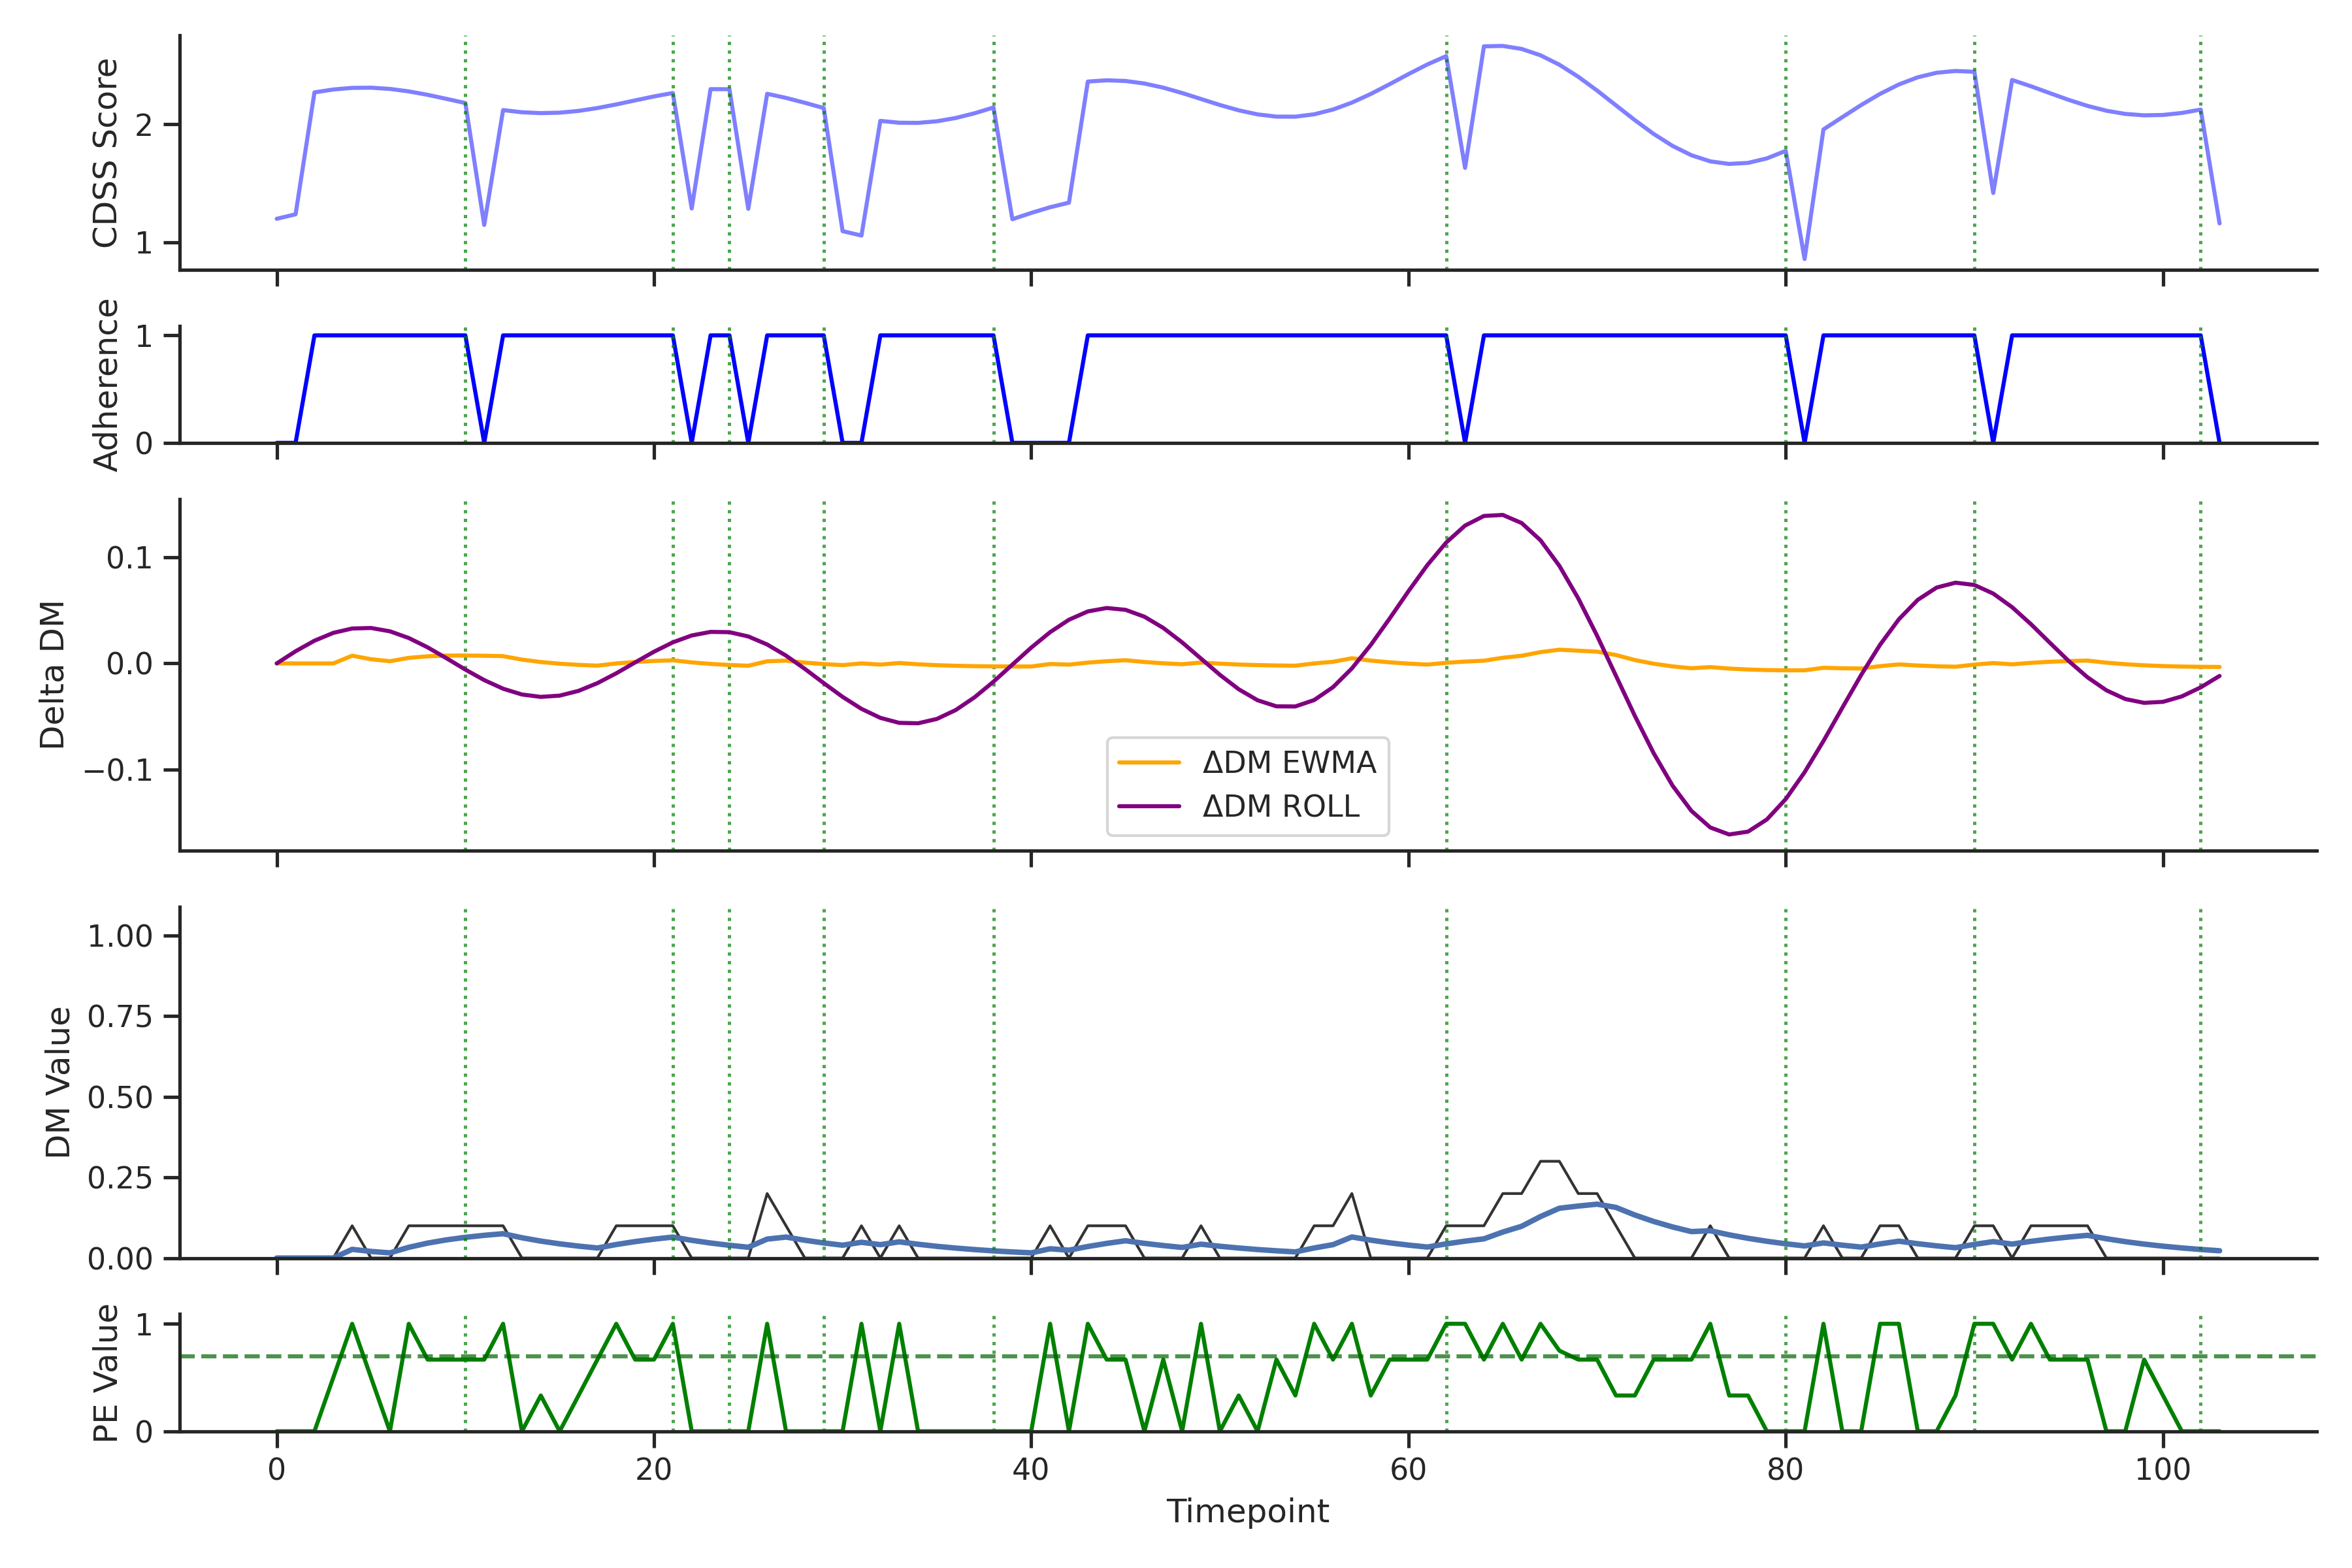 CDSS Score
2
1
Adherence
1
0
Delta DM
0.1
0.0
−0.1
ΔDM EWMA
ΔDM ROLL
DM Value
1.00
0.75
0.50
0.25
0.00
PE Value
1
0
0 20 40 60 80 100
Timepoint